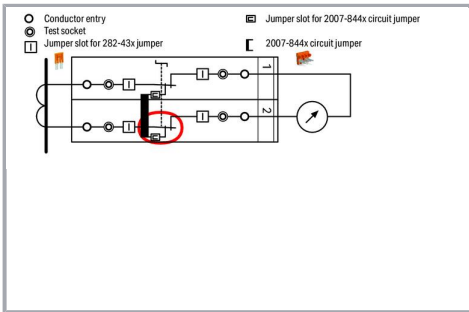 Conductor entry
Test socket
Jumper slot for 282-43x jumper
Jumper slot for 2007-844x circuit jumper
2007-844x circuit jumper
1
2